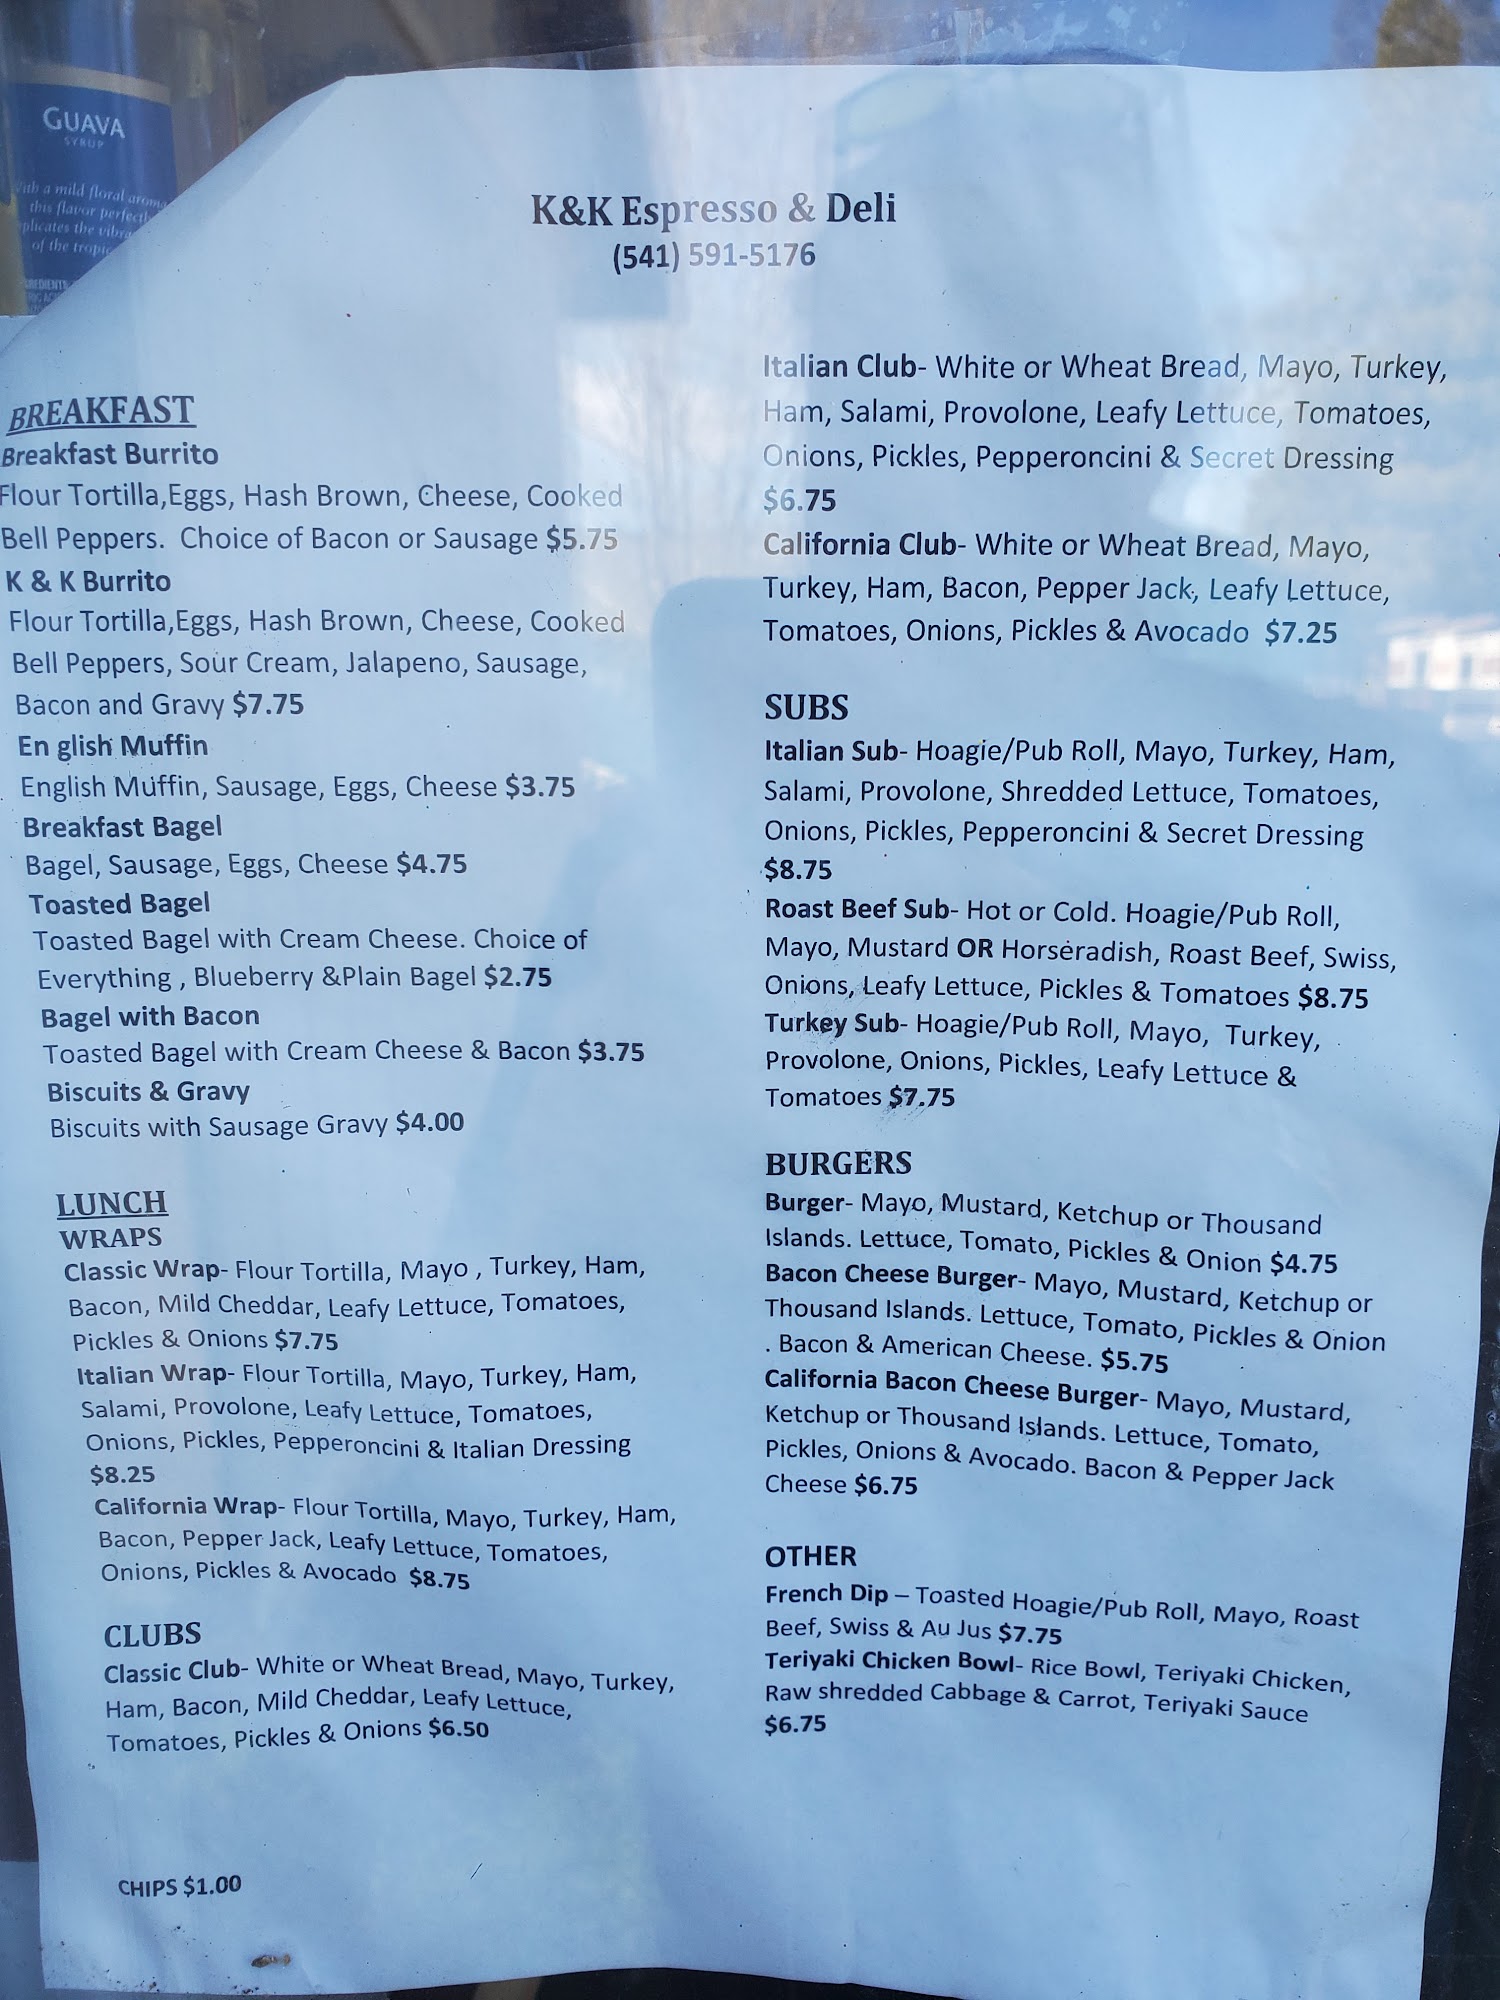 GUAVA
SYRUP
With a mild floral aroma
this flavor perfectly
of the tropics
K&K Espresso & Deli
(541) 591-5176
BREAKFAST
Breakfast Burrito
Flour Tortilla,Eggs, Hash Brown, Cheese, Cooked
Bell Peppers. Choice of Bacon or Sausage $5.75
K & K Burrito
Flour Tortilla,Eggs, Hash Brown, Cheese, Cooked
Bell Peppers, Sour Cream, Jalapeno, Sausage,
Bacon and Gravy $7.75
En glish Muffin
English Muffin, Sausage, Eggs, Cheese $3.75
Breakfast Bagel
Bagel, Sausage, Eggs, Cheese $4.75
Toasted Bagel
Toasted Bagel with Cream Cheese. Choice of
Everything , Blueberry &Plain Bagel $2.75
Bagel with Bacon
Toasted Bagel with Cream Cheese & Bacon $3.75
Biscuits & Gravy
Biscuits with Sausage Gravy $4.00
LUNCH
WRAPS
Classic Wrap- Flour Tortilla, Mayo , Turkey, Ham,
Bacon, Mild Cheddar, Leafy Lettuce, Tomatoes,
Pickles & Onions $7.75
Italian Wrap- Flour Tortilla, Mayo, Turkey, Ham,
Salami, Provolone, Leafy Lettuce, Tomatoes,
Onions, Pickles, Pepperoncini & Italian Dressing
$8.25
California Wrap- Flour Tortilla, Mayo, Turkey, Ham,
Bacon, Pepper Jack, Leafy Lettuce, Tomatoes,
Onions, Pickles & Avocado $8.75
CLUBS
Classic Club- White or Wheat Bread, Mayo, Turkey,
Ham, Bacon, Mild Cheddar, Leafy Lettuce,
Tomatoes, Pickles & Onions $6.50
CHIPS $1.00
Italian Club- White or Wheat Bread, Mayo, Turkey,
Ham, Salami, Provolone, Leafy Lettuce, Tomatoes,
Onions, Pickles, Pepperoncini & Secret Dressing
$6.75
California Club- White or Wheat Bread, Mayo,
Turkey, Ham, Bacon, Pepper Jack, Leafy Lettuce,
Tomatoes, Onions, Pickles & Avocado $7.25
SUBS
Italian Sub- Hoagie/Pub Roll, Mayo, Turkey, Ham,
Salami, Provolone, Shredded Lettuce, Tomatoes,
Onions, Pickles, Pepperoncini & Secret Dressing
$8.75
Roast Beef Sub- Hot or Cold. Hoagie/Pub Roll,
Mayo, Mustard OR Horseradish, Roast Beef, Swiss,
Onions, Leafy Lettuce, Pickles & Tomatoes $8.75
Turkey Sub- Hoagie/Pub Roll, Mayo, Turkey,
Provolone, Onions, Pickles, Leafy Lettuce &
Tomatoes $7.75
BURGERS
Burger- Mayo, Mustard, Ketchup or Thousand
Islands. Lettuce, Tomato, Pickles & Onion $4.75
Bacon Cheese Burger- Mayo, Mustard, Ketchup or
Thousand Islands. Lettuce, Tomato, Pickles & Onion
. Bacon & American Cheese. $5.75
California Bacon Cheese Burger- Mayo, Mustard,
Ketchup or Thousand Islands. Lettuce, Tomato,
Pickles, Onions & Avocado. Bacon & Pepper Jack
Cheese $6.75
OTHER
French Dip – Toasted Hoagie/Pub Roll, Mayo, Roast
Beef, Swiss & Au Jus $7.75
Teriyaki Chicken Bowl- Rice Bowl, Teriyaki Chicken,
Raw shredded Cabbage & Carrot, Teriyaki Sauce
$6.75